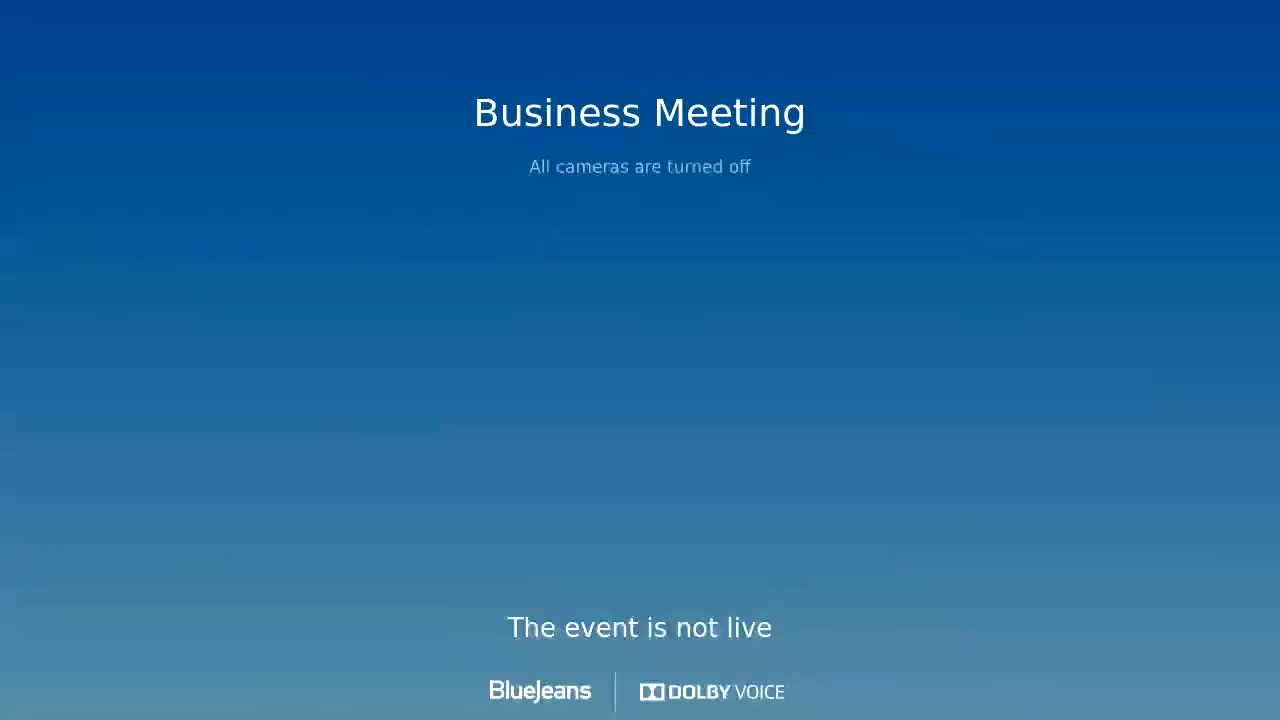 Business Meeting
All cameras are turned off
The event is not live
BlueJeans DOLBY VOICE